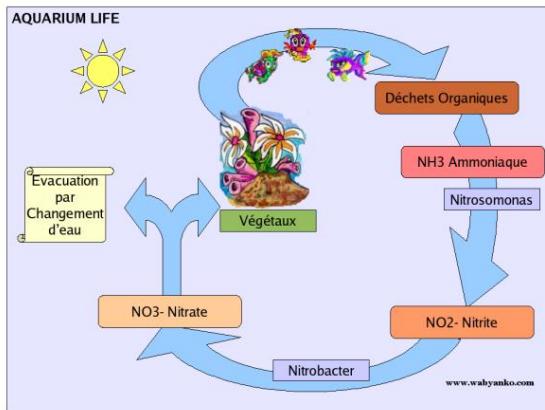 AQUARIUM LIFE
Déchets Organiques
NH3 Ammoniaque
Nitrosomonas
Evacuation
par
Changement
d'eau
Végétaux
NO3- Nitrate
NO2- Nitrite
Nitrobacter
www.wabyanko.com